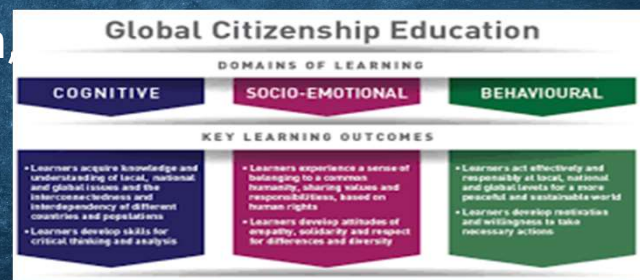 Global Citizenship Education
DOMAINS OF LEARNING
COGNITIVE
SOCIO-EMOTIONAL
BEHAVIOURAL
KEY LEARNING OUTCOMES
• Learners acquire knowledge and
understanding of local, national
and global issues and the
interconnectedness and
interdependency of different
countries and populations
• Learners develop skills for
critical thinking and analysis
• Learners experience a sense of
belonging to a common
humanity, sharing values and
responsibilities, based on
human rights
• Learners develop attitudes of
empathy, solidarity and respect
for differences and diversity
• Learners act effectively and
responsibly at local, national
and global levels for a more
peaceful and sustainable world
• Learners develop motivation
and willingness to take
necessary actions